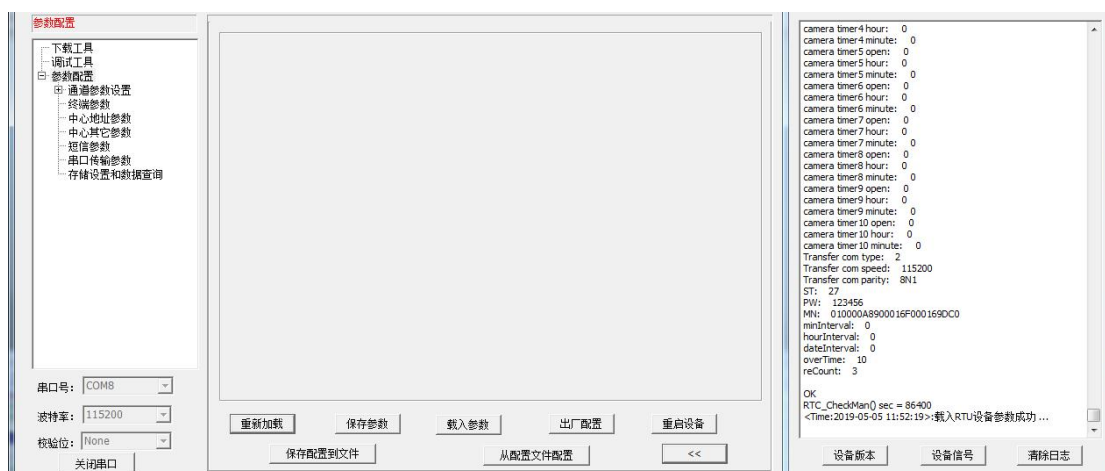 参数配置
下载工具
调试工具
参数配置
通道参数设置
终端参数
中心地址参数
中心其它参数
短信参数
串口传输参数
存储设置和数据查询
串口号: COM8
波特率: 115200
校验位: None
关闭串口
重新加载 保存参数 载入参数 出厂配置 重启设备
保存配置到文件 从配置文件配置 <<
camera timer4 hour: 0
camera timer4 minute: 0
camera timer5 open: 0
camera timer5 hour: 0
camera timer5 minute: 0
camera timer6 open: 0
camera timer6 hour: 0
camera timer6 minute: 0
camera timer7 open: 0
camera timer7 hour: 0
camera timer7 minute: 0
camera timer8 open: 0
camera timer8 hour: 0
camera timer8 minute: 0
camera timer9 open: 0
camera timer9 hour: 0
camera timer9 minute: 0
camera timer10 open: 0
camera timer10 hour: 0
camera timer10 minute: 0
Transfer com type: 2
Transfer com speed: 115200
Transfer com parity: 8N1
ST: 27
PW: 123456
MN: 010000A8900016F000169DC0
minInterval: 0
hourInterval: 0
dateInterval: 0
overTime: 10
reCount: 3
OK
RTC_CheckMan() sec = 86400
<Time:2019-05-05 11:52:19>:载入RTU设备参数成功 ...
设备版本 设备信号 清除日志